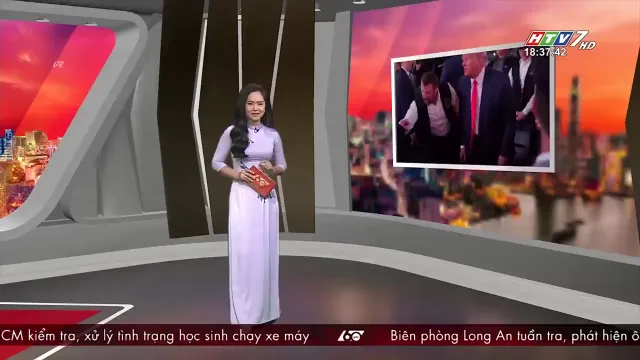 HTV7 HD
18:37:42
CM kiểm tra, xử lý tình trạng học sinh chạy xe máy 60 Biên phòng Long An tuần tra, phát hiện ô